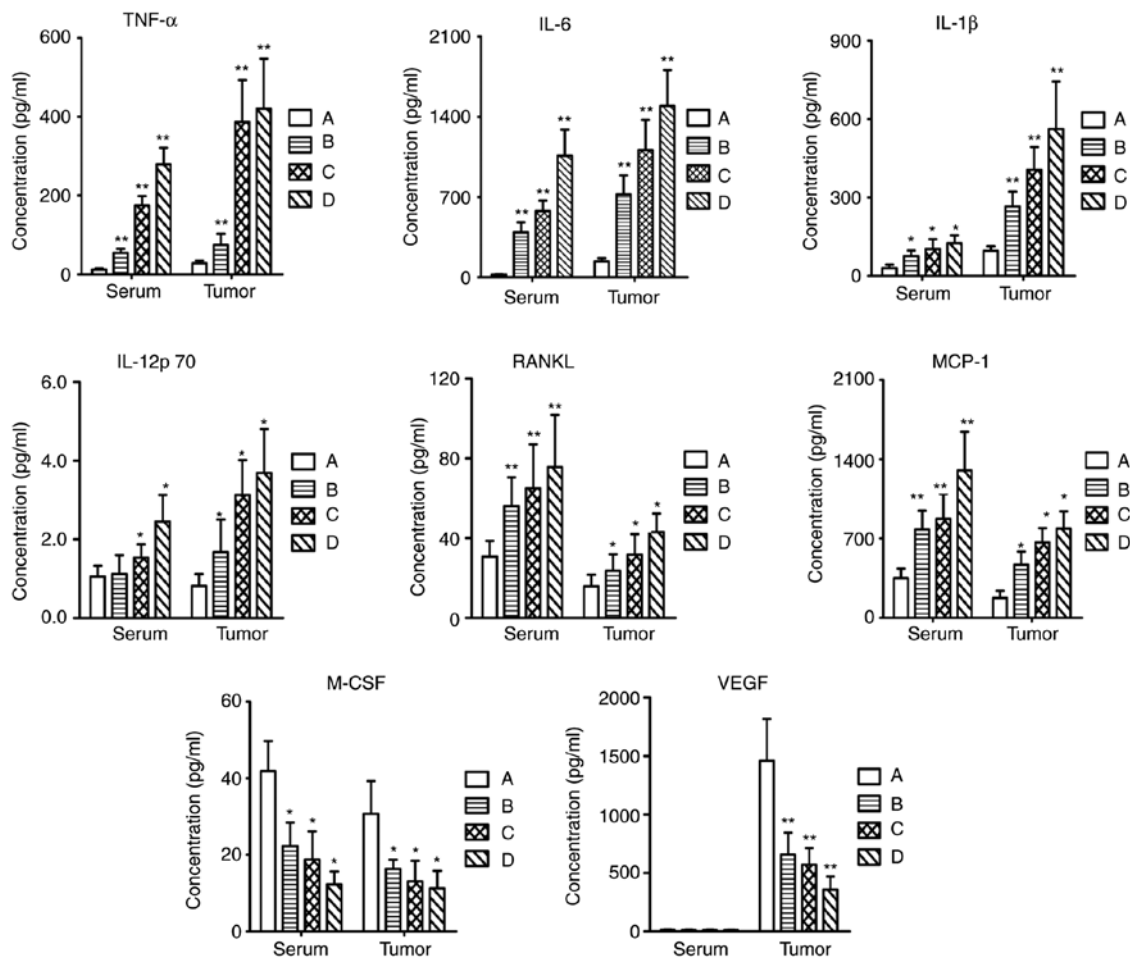 TNF-α
Concentration (pg/ml)
600
400
200
0
** ** ** ** ** **
Serum Tumor
A
B
C
D
IL-6
Concentration (pg/ml)
2100
1400
700
0
** ** ** ** ** **
Serum Tumor
A
B
C
D
IL-1β
Concentration (pg/ml)
900
600
300
0
* * * ** ** **
Serum Tumor
A
B
C
D
IL-12p 70
Concentration (pg/ml)
6.0
4.0
2.0
0.0
* * * * *
Serum Tumor
A
B
C
D
RANKL
Concentration (pg/ml)
120
80
40
0
** ** ** * * *
Serum Tumor
A
B
C
D
MCP-1
Concentration (pg/ml)
2100
1400
700
0
** ** ** * * *
Serum Tumor
A
B
C
D
M-CSF
Concentration (pg/ml)
60
40
20
0
* * * * * *
Serum Tumor
A
B
C
D
VEGF
Concentration (pg/ml)
2000
1500
1000
500
0
** ** **
Serum Tumor
A
B
C
D